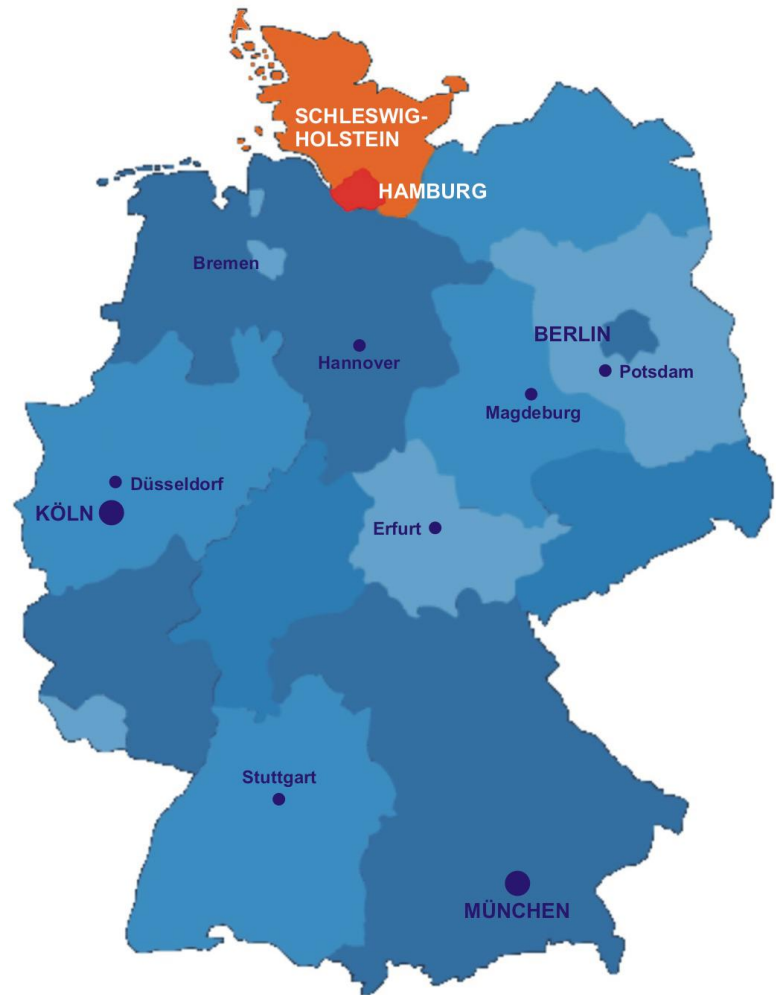 SCHLESWIG-
HOLSTEIN
HAMBURG
Bremen
BERLIN
Hannover
Potsdam
Magdeburg
Düsseldorf
KÖLN
Erfurt
Stuttgart
MÜNCHEN